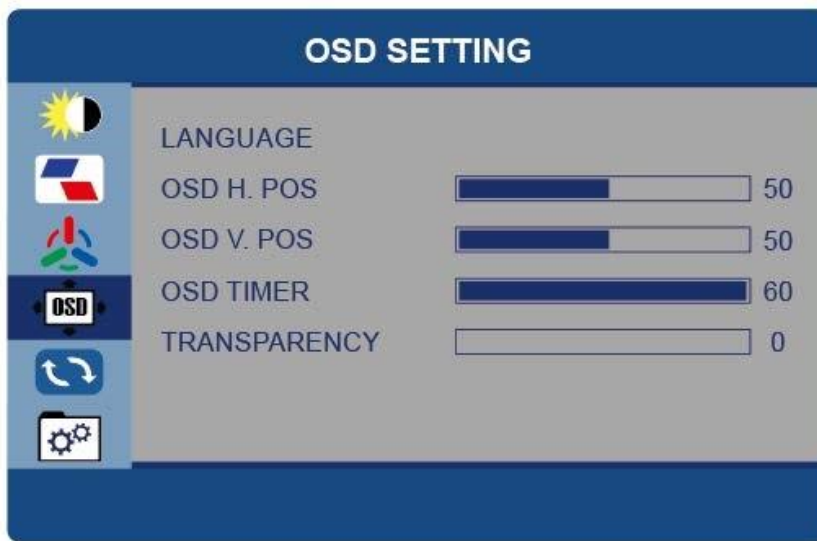 OSD SETTING
LANGUAGE
OSD H. POS 50
OSD V. POS 50
OSD
OSD TIMER 60
TRANSPARENCY 0